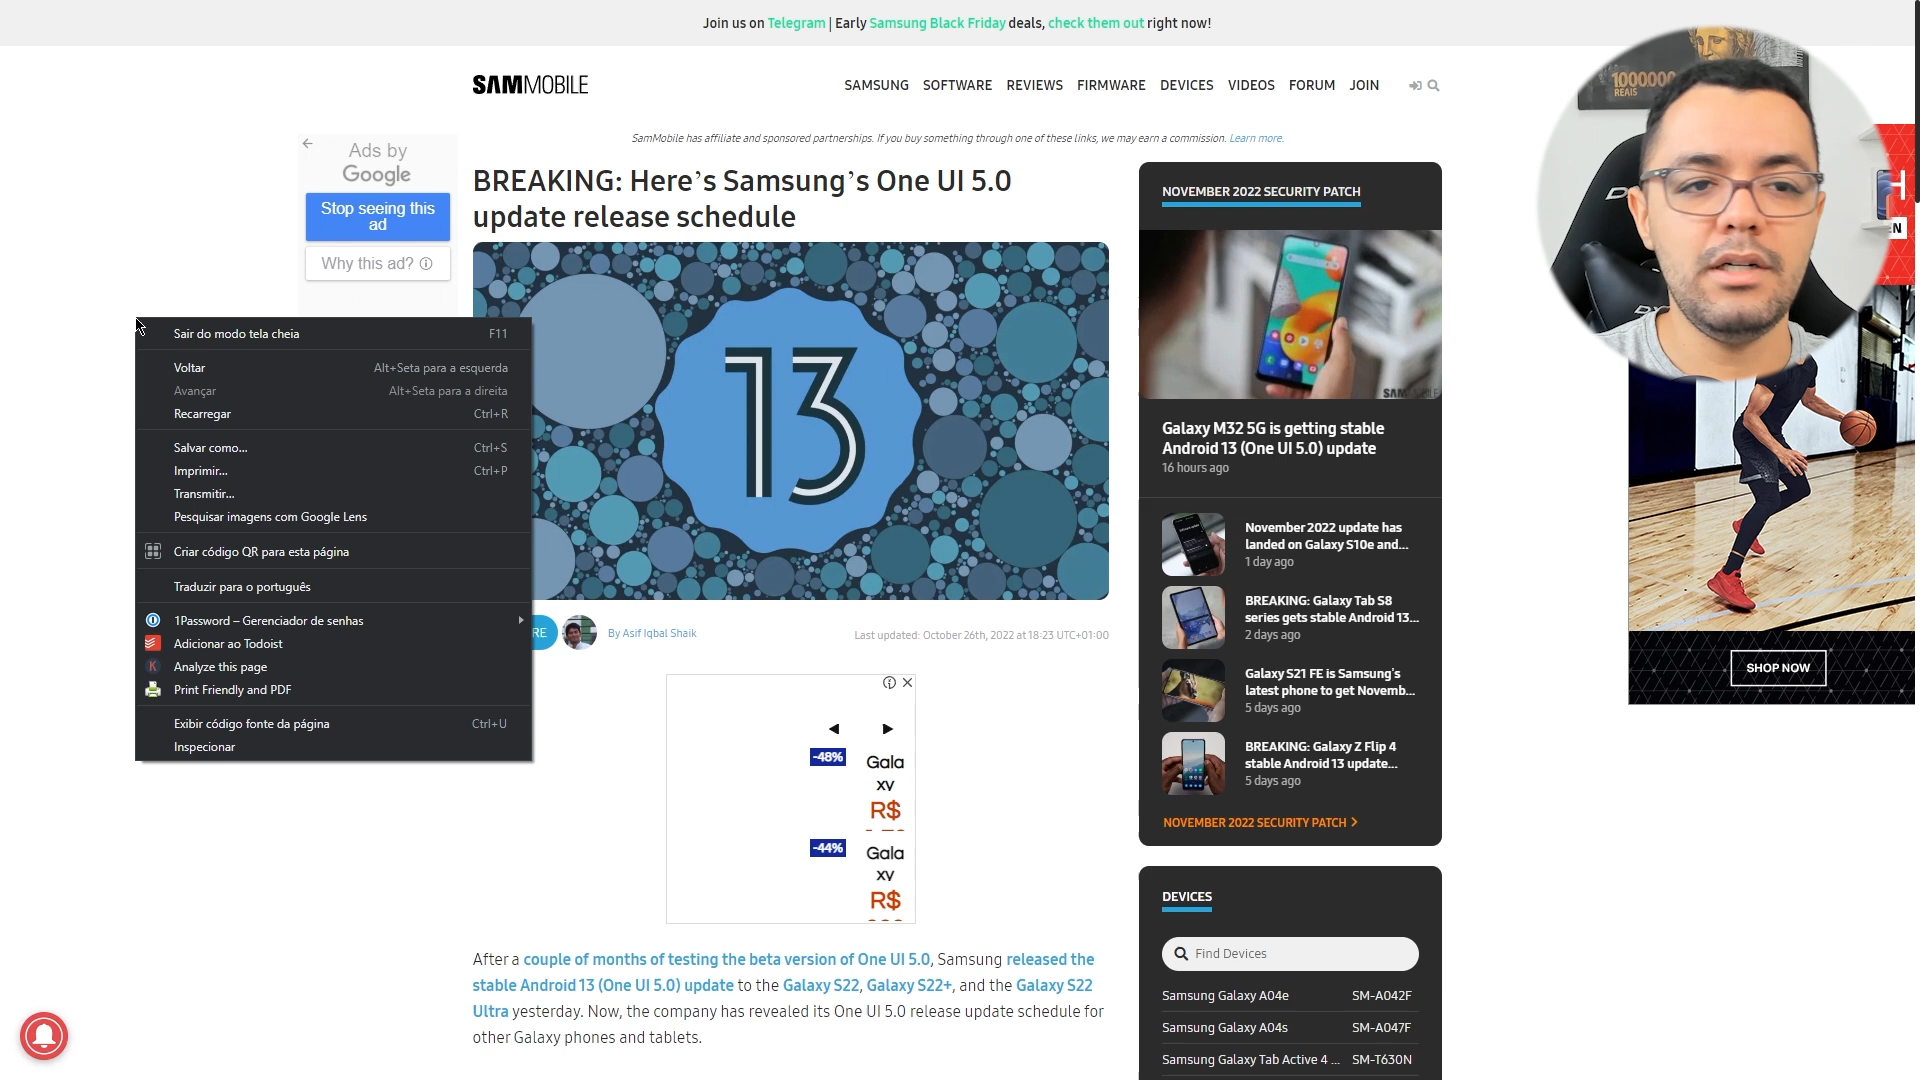 Join us on Telegram | Early Samsung Black Friday deals, check them out right now!
SAMMOBILE
SAMSUNG SOFTWARE REVIEWS FIRMWARE DEVICES VIDEOS FORUM JOIN
SamMobile has affiliate and sponsored partnerships. If you buy something through one of these links, we may earn a commission. Learn more.
Ads by
Google
Stop seeing this
ad
Why this ad?
BREAKING: Here's Samsung's One UI 5.0
update release schedule
13
Sair do modo tela cheia F11
Voltar Alt+Seta para a esquerda
Avançar Alt+Seta para a direita
Recarregar Ctrl+R
Salvar como... Ctrl+S
Imprimir... Ctrl+P
Transmitir...
Pesquisar imagens com Google Lens
Criar código QR para esta página
Traduzir para o português
1Password – Gerenciador de senhas
Adicionar ao Todoist
K Analyze this page
Print Friendly and PDF
Exibir código fonte da página Ctrl+U
Inspecionar
RE
By Asif Iqbal Shaik
Last updated: October 26th, 2022 at 18:23 UTC+01:00
-48%
Gala
xv
R$
-44%
Gala
xv
R$
After a couple of months of testing the beta version of One UI 5.0, Samsung released the
stable Android 13 (One UI 5.0) update to the Galaxy S22, Galaxy S22+, and the Galaxy S22
Ultra yesterday. Now, the company has revealed its One UI 5.0 release update schedule for
other Galaxy phones and tablets.
NOVEMBER 2022 SECURITY PATCH
Galaxy M32 5G is getting stable
Android 13 (One UI 5.0) update
16 hours ago
November 2022 update has
landed on Galaxy S10e and...
1 day ago
BREAKING: Galaxy Tab S8
series gets stable Android 13...
2 days ago
Galaxy S21 FE is Samsung's
latest phone to get Novemb...
5 days ago
BREAKING: Galaxy Z Flip 4
stable Android 13 update...
5 days ago
NOVEMBER 2022 SECURITY PATCH
DEVICES
Find Devices
Samsung Galaxy A04e SM-A042F
Samsung Galaxy A04s SM-A047F
Samsung Galaxy Tab Active 4 ... SM-T630N
1000000
REAIS
H
N
SHOP NOW